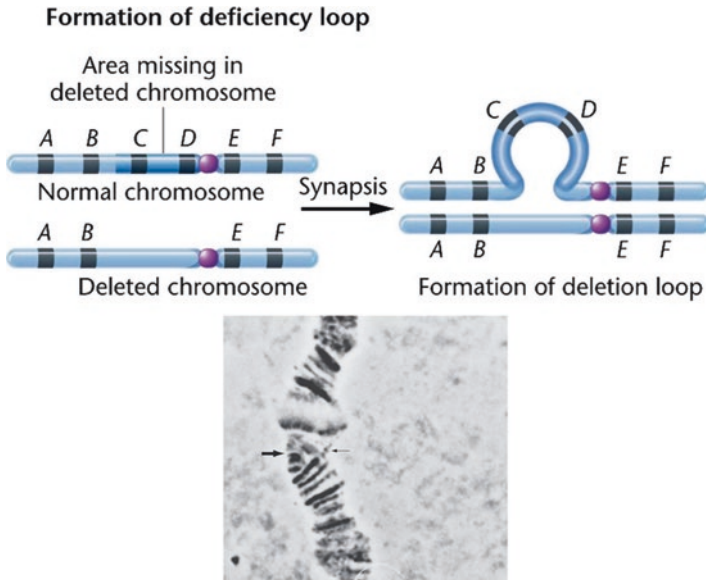 Formation of deficiency loop
Area missing in
deleted chromosome
A B C D E F
Normal chromosome
A B E F
Deleted chromosome
Synapsis
C D
A B E F
A B E F
Formation of deletion loop